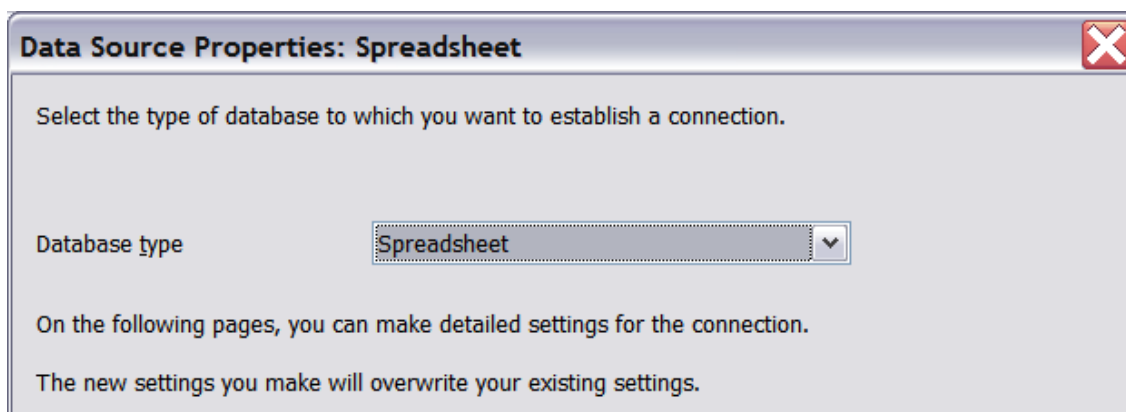 Data Source Properties: Spreadsheet
Select the type of database to which you want to establish a connection.
Database type
Spreadsheet
On the following pages, you can make detailed settings for the connection.
The new settings you make will overwrite your existing settings.